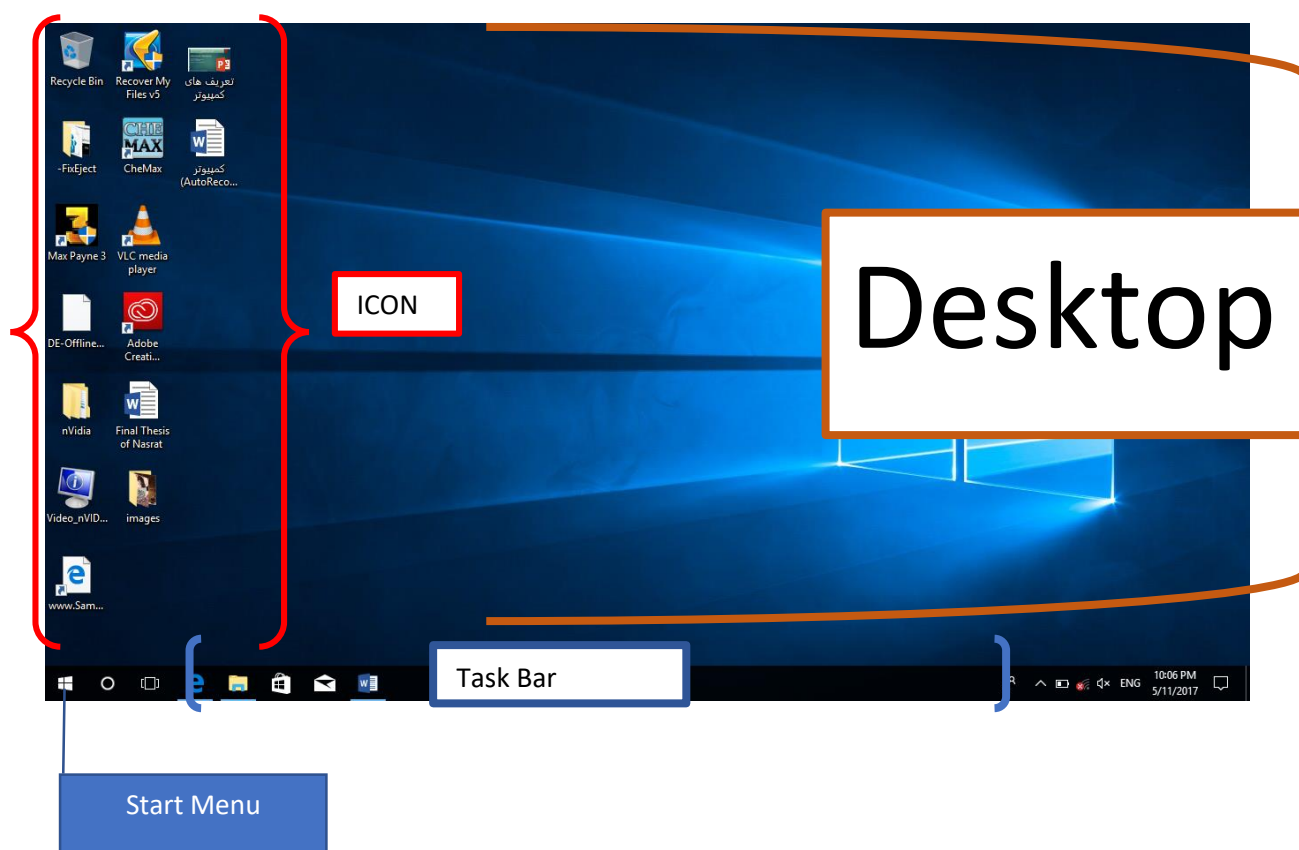 Recycle Bin
Recover My
Files v5
تعریف های
کمپیوتر
-FixEject
CHE
MAX
CheMax
کمپیوتر
(AutoReco...
Max Payne 3
VLC media
player
DE-Offline...
Adobe
Creati...
nVidia
Final Thesis
of Nasrat
Video_nVID...
images
www.Sam...
ICON
Desktop
Task Bar
ENG
10:06 PM
5/11/2017
Start Menu